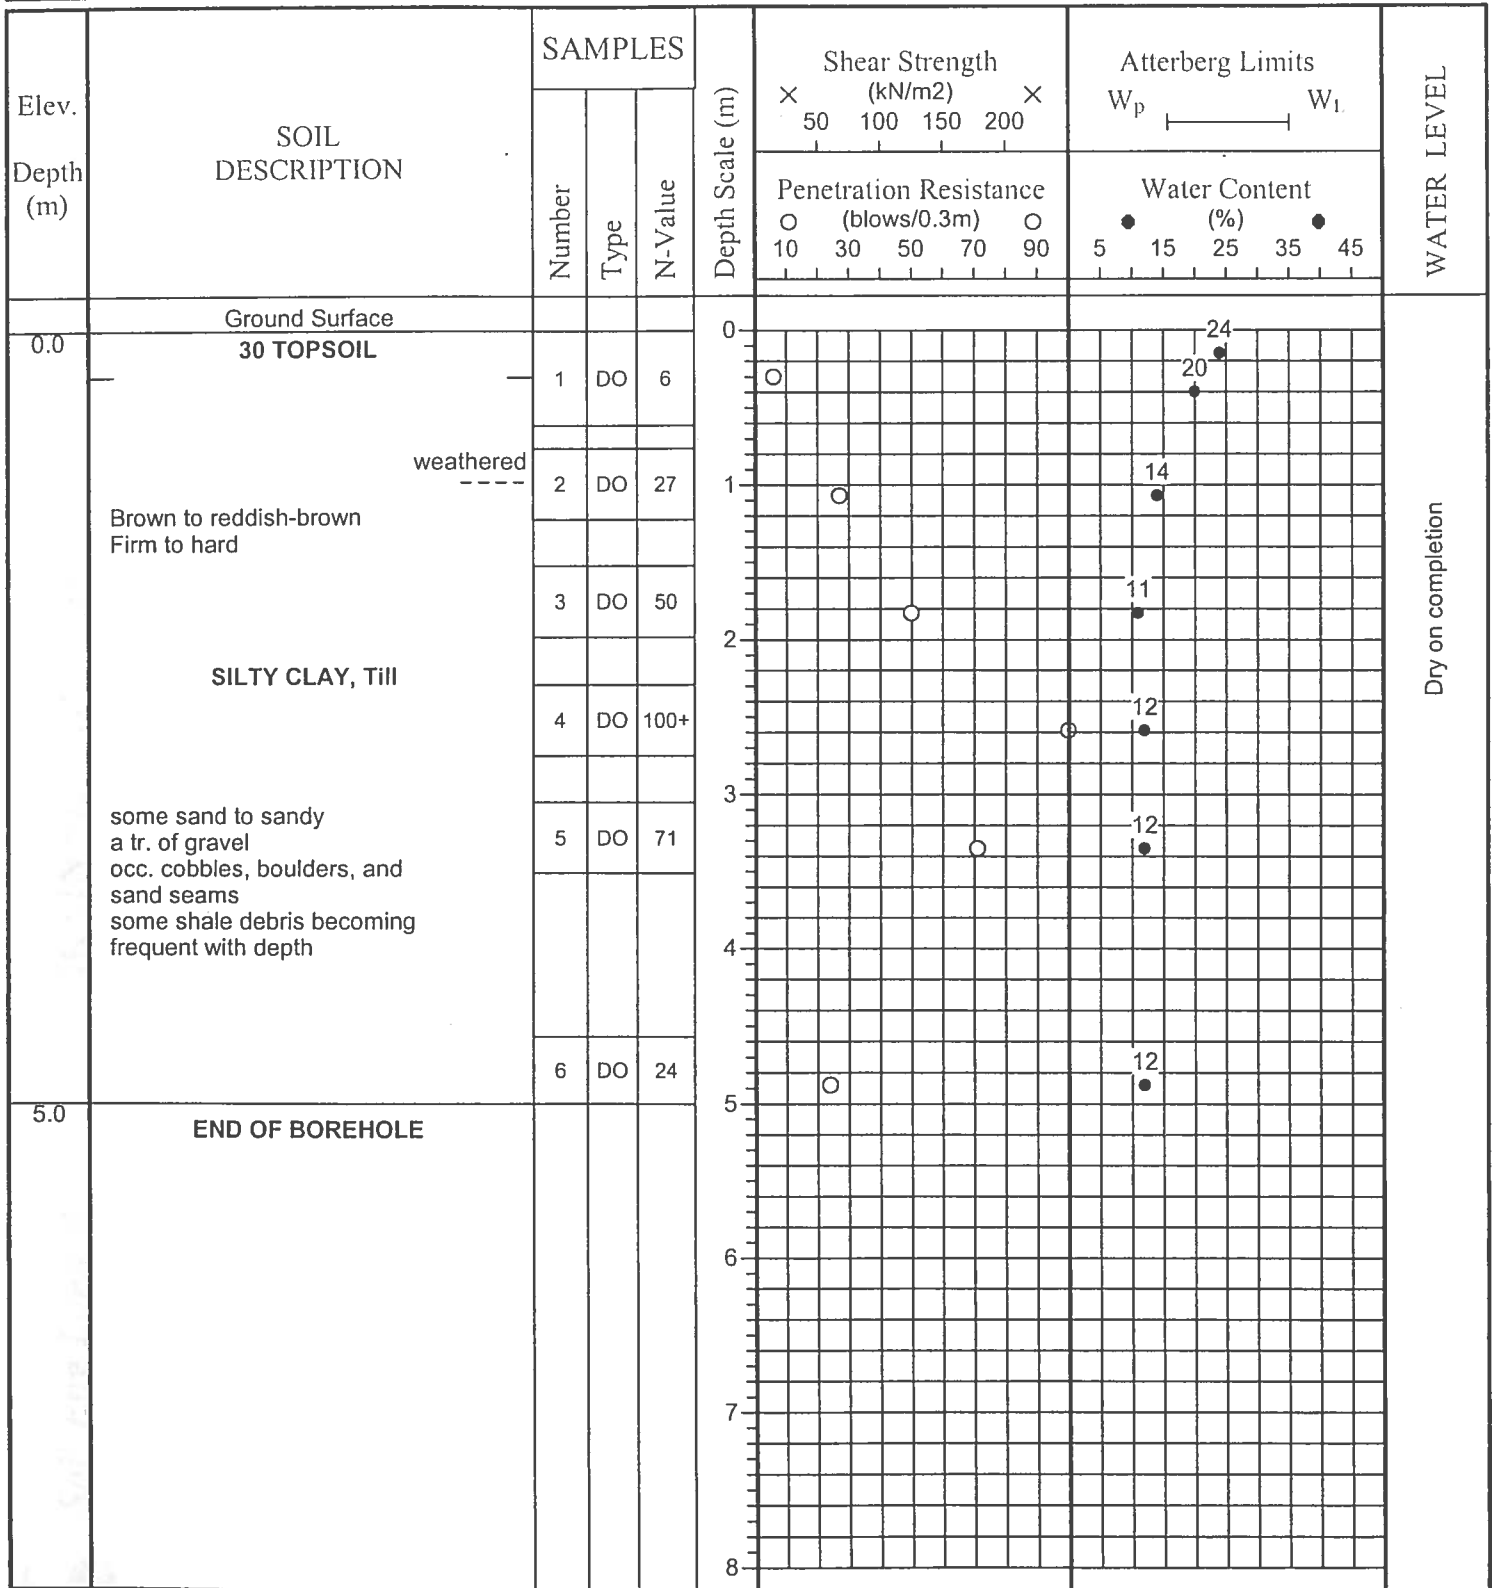 Elev.
Depth
(m)
SOIL
DESCRIPTION
SAMPLES
Number
Type
N-Value
Depth Scale (m)
Shear Strength
× (kN/m2) ×
50 100 150 200
Penetration Resistance
O (blows/0.3m) O
10 30 50 70 90
Atterberg Limits
Wp WL
Water Content
● (%) ●
5 15 25 35 45
WATER LEVEL
Ground Surface
0.0
30 TOPSOIL
1 DO 6
weathered
2 DO 27
Brown to reddish-brown
Firm to hard
3 DO 50
SILTY CLAY, Till
4 DO 100+
some sand to sandy
a tr. of gravel
occ. cobbles, boulders, and
sand seams
some shale debris becoming
frequent with depth
5 DO 71
6 DO 24
5.0
END OF BOREHOLE
0
1
2
3
4
5
6
7
8
24
20
14
11
12
12
12
Dry on completion